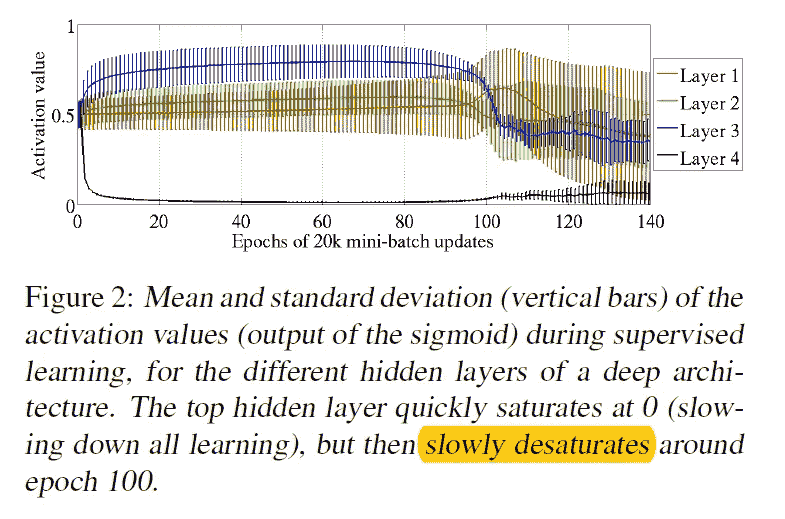 1
Activation value
0.5
0
0 20 40 60 80 100 120 140
Epochs of 20k mini-batch updates
Layer 1
Layer 2
Layer 3
Layer 4
Figure 2: Mean and standard deviation (vertical bars) of the
activation values (output of the sigmoid) during supervised
learning, for the different hidden layers of a deep archi-
tecture. The top hidden layer quickly saturates at 0 (slow-
ing down all learning), but then slowly desaturates around
epoch 100.